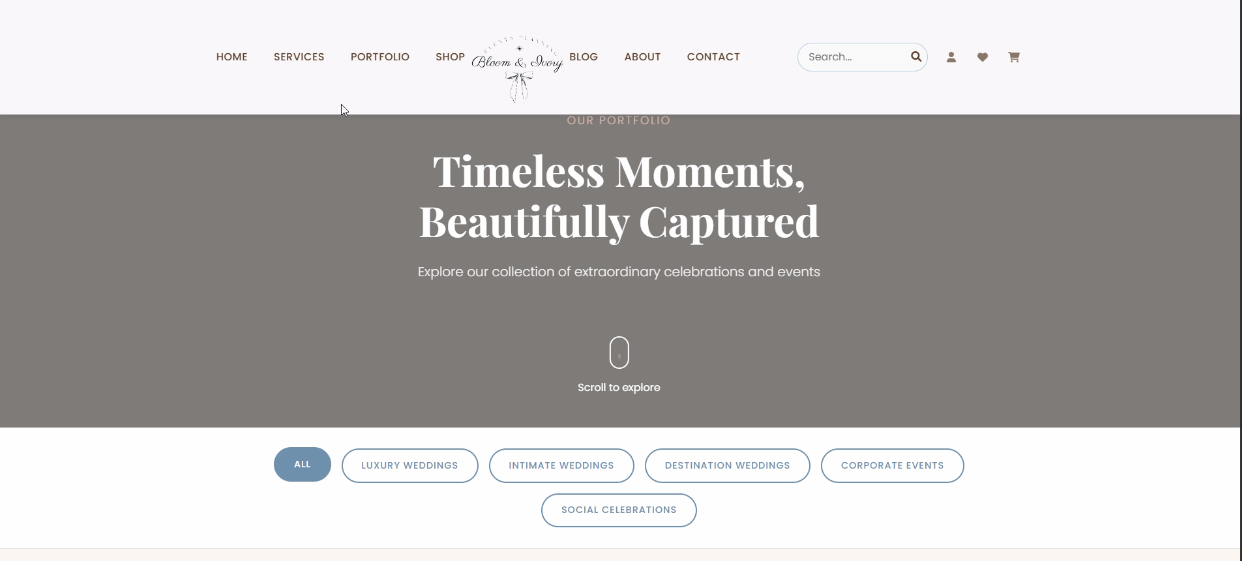 HOME SERVICES PORTFOLIO SHOP Bloom & Ivory BLOG ABOUT CONTACT Search...
OUR PORTFOLIO
Timeless Moments,
Beautifully Captured
Explore our collection of extraordinary celebrations and events
Scroll to explore
ALL LUXURY WEDDINGS INTIMATE WEDDINGS DESTINATION WEDDINGS CORPORATE EVENTS
SOCIAL CELEBRATIONS